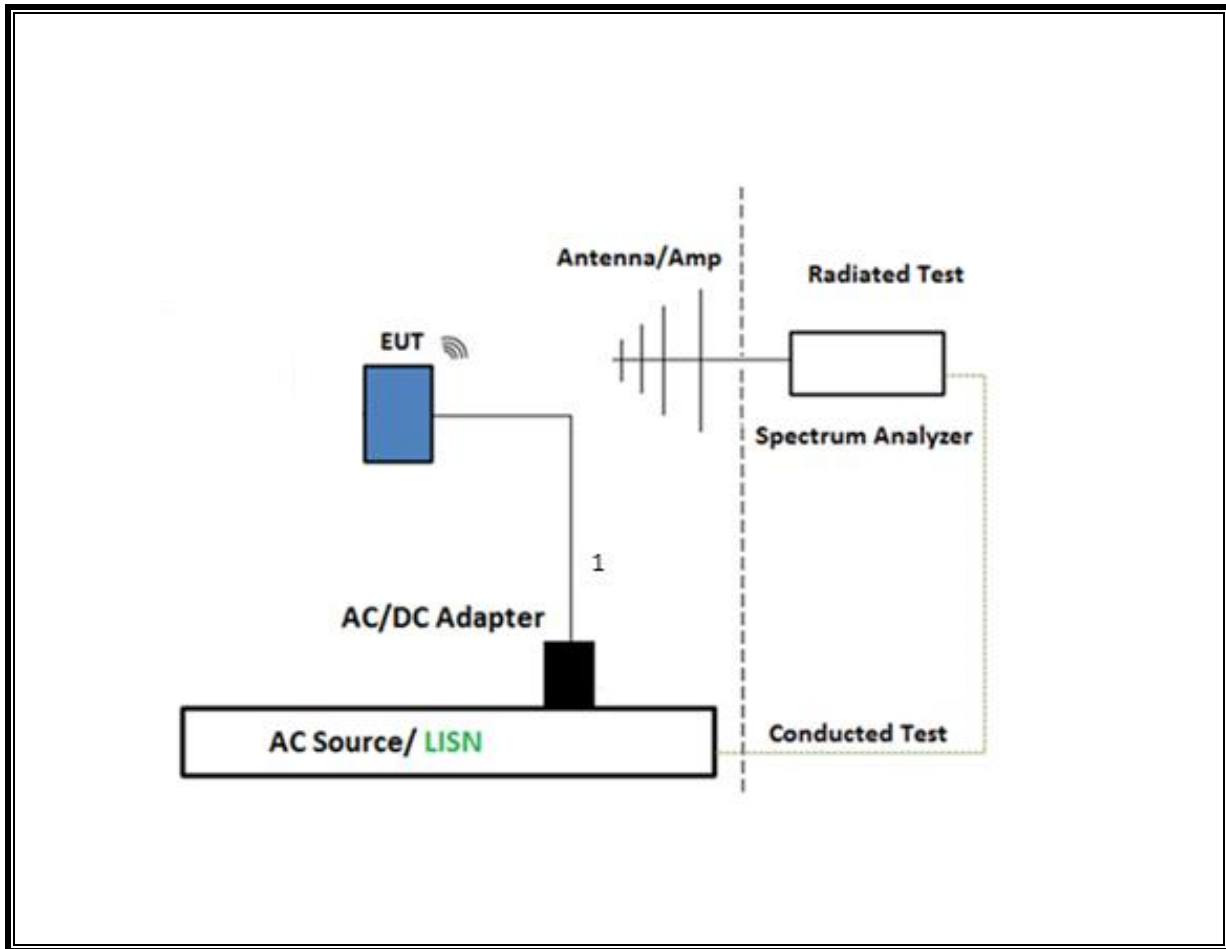 Antenna/Amp
Radiated Test
EUT
Spectrum Analyzer
1
AC/DC Adapter
AC Source/ LISN
Conducted Test